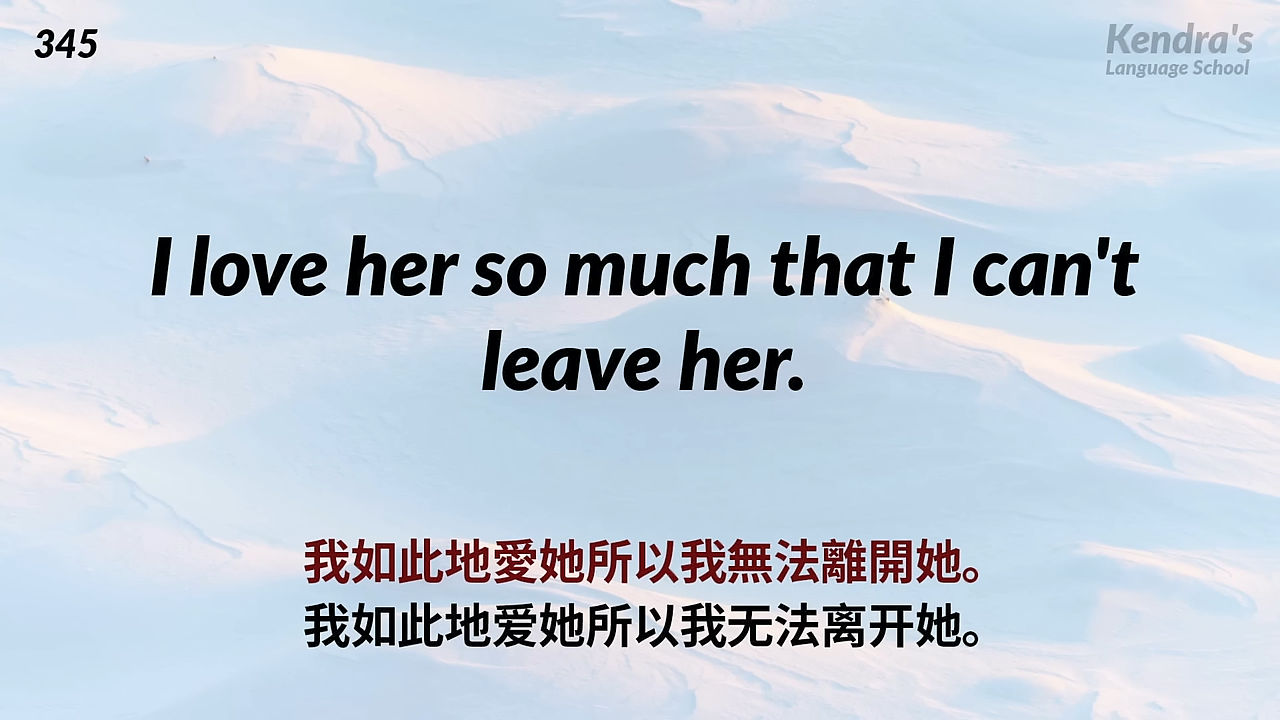 345
Kendra's
Language School
I love her so much that I can't
leave her.
我如此地愛她所以我無法離開她。
我如此地爱她所以我无法离开她。